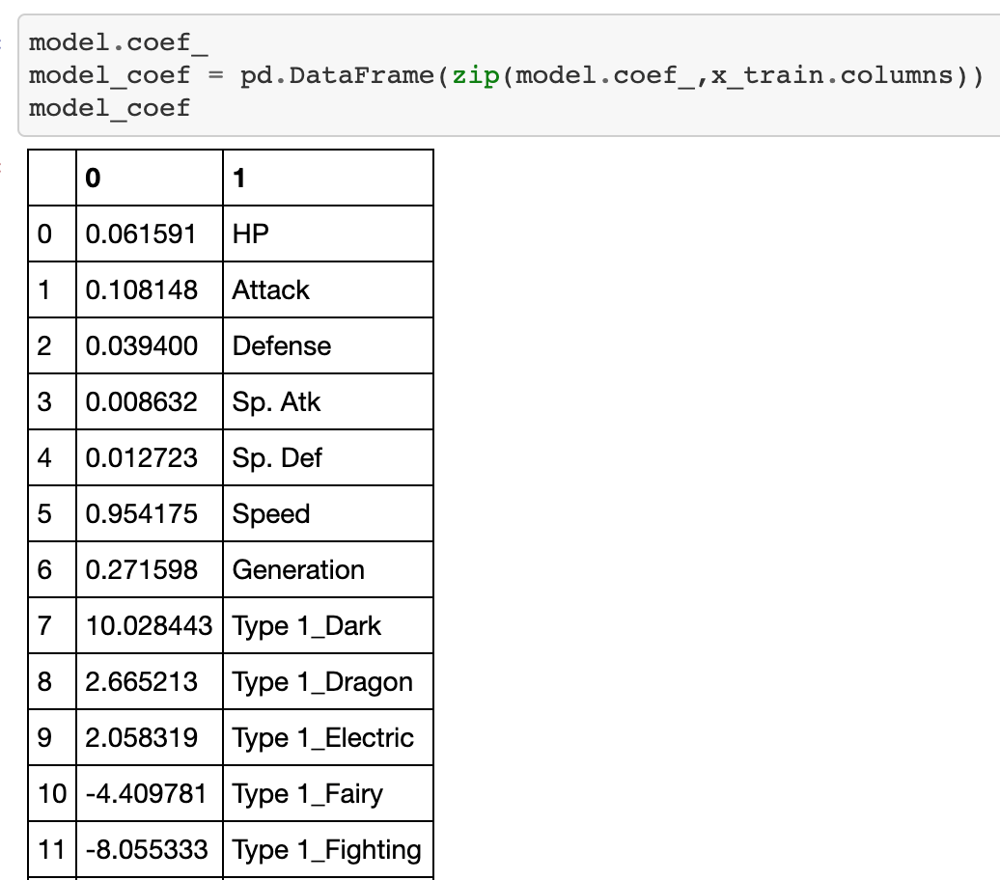 model.coef_
model_coef = pd.DataFrame(zip(model.coef_,x_train.columns))
model_coef
0 1
0 0.061591 HP
1 0.108148 Attack
2 0.039400 Defense
3 0.008632 Sp. Atk
4 0.012723 Sp. Def
5 0.954175 Speed
6 0.271598 Generation
7 10.028443 Type 1_Dark
8 2.665213 Type 1_Dragon
9 2.058319 Type 1_Electric
10 -4.409781 Type 1_Fairy
11 -8.055333 Type 1_Fighting